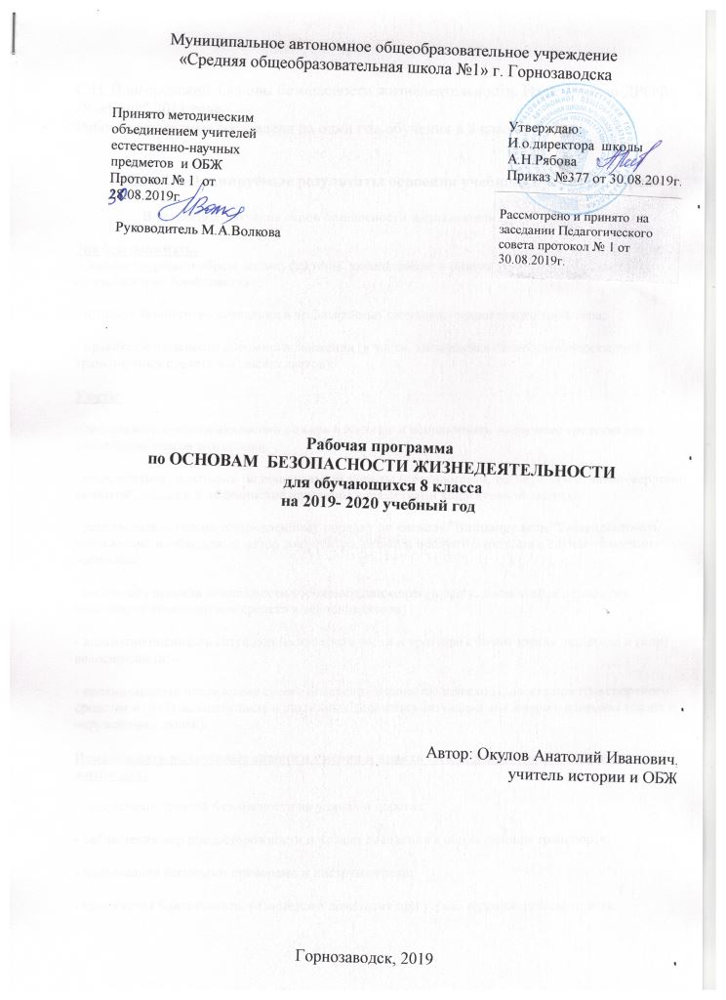 Муниципальное автономное общеобразовательное учреждение
«Средняя общеобразовательная школа №1» г. Горнозаводска
Принято методическим
объединением учителей
естественно-научных
предметов и ОБЖ
Протокол № 1 от
28.08.2019г.
30
Руководитель М.А.Волкова
Утверждаю:
И.о.директора школы
А.Н.Рябова
Приказ №377 от 30.08.2019г.
Рассмотрено и принято на
заседании Педагогического
совета протокол № 1 от
30.08.2019г.
Рабочая программа
по ОСНОВАМ БЕЗОПАСНОСТИ ЖИЗНЕДЕЯТЕЛЬНОСТИ
для обучающихся 8 класса
на 2019- 2020 учебный год
Автор: Окулов Анатолий Иванович,
учитель истории и ОБЖ
Горнозаводск, 2019